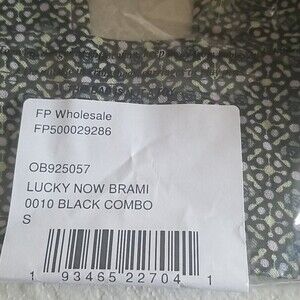 FP Wholesale
FP500029286
OB925057
LUCKY NOW BRAMI
0010 BLACK COMBO
S
1 93465 22704 1